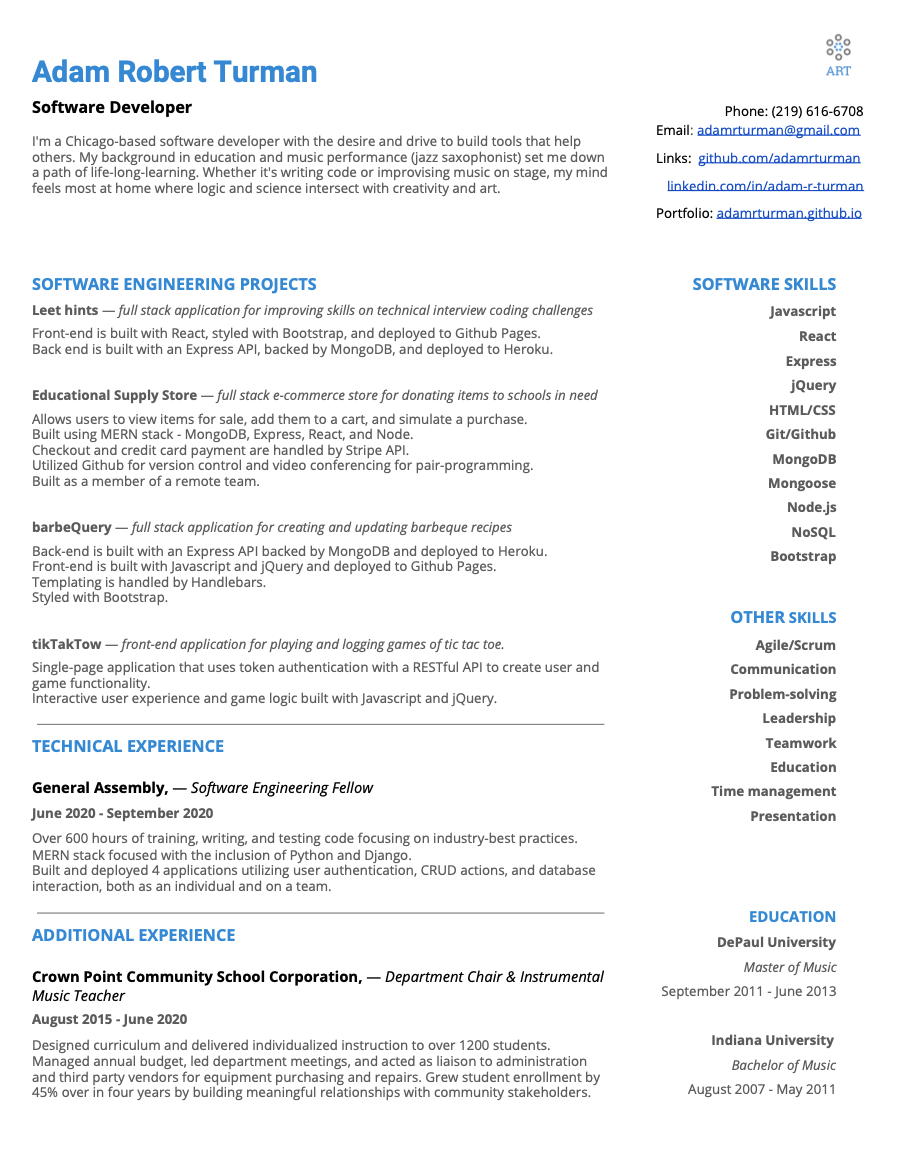 ART
Adam Robert Turman
Software Developer
I'm a Chicago-based software developer with the desire and drive to build tools that help
others. My background in education and music performance (jazz saxophonist) set me down
a path of life-long-learning. Whether it's writing code or improvising music on stage, my mind
feels most at home where logic and science intersect with creativity and art.
Phone: (219) 616-6708
Email: adamrturman@gmail.com
Links: github.com/adamrturman
linkedin.com/in/adam-r-turman
Portfolio: adamrturman.github.io
SOFTWARE ENGINEERING PROJECTS
Leet hints — full stack application for improving skills on technical interview coding challenges
Front-end is built with React, styled with Bootstrap, and deployed to Github Pages.
Back end is built with an Express API, backed by MongoDB, and deployed to Heroku.
Educational Supply Store — full stack e-commerce store for donating items to schools in need
Allows users to view items for sale, add them to a cart, and simulate a purchase.
Built using MERN stack - MongoDB, Express, React, and Node.
Checkout and credit card payment are handled by Stripe API.
Utilized Github for version control and video conferencing for pair-programming.
Built as a member of a remote team.
barbeQuery — full stack application for creating and updating barbeque recipes
Back-end is built with an Express API backed by MongoDB and deployed to Heroku.
Front-end is built with Javascript and jQuery and deployed to Github Pages.
Templating is handled by Handlebars.
Styled with Bootstrap.
tikTakTow — front-end application for playing and logging games of tic tac toe.
Single-page application that uses token authentication with a RESTful API to create user and
game functionality.
Interactive user experience and game logic built with Javascript and jQuery.
TECHNICAL EXPERIENCE
General Assembly, — Software Engineering Fellow
June 2020 - September 2020
Over 600 hours of training, writing, and testing code focusing on industry-best practices.
MERN stack focused with the inclusion of Python and Django.
Built and deployed 4 applications utilizing user authentication, CRUD actions, and database
interaction, both as an individual and on a team.
ADDITIONAL EXPERIENCE
Crown Point Community School Corporation, — Department Chair & Instrumental
Music Teacher
August 2015 - June 2020
Designed curriculum and delivered individualized instruction to over 1200 students.
Managed annual budget, led department meetings, and acted as liaison to administration
and third party vendors for equipment purchasing and repairs. Grew student enrollment by
45% over in four years by building meaningful relationships with community stakeholders.
SOFTWARE SKILLS
Javascript
React
Express
jQuery
HTML/CSS
Git/Github
MongoDB
Mongoose
Node.js
NoSQL
Bootstrap
OTHER SKILLS
Agile/Scrum
Communication
Problem-solving
Leadership
Teamwork
Education
Time management
Presentation
EDUCATION
DePaul University
Master of Music
September 2011 - June 2013
Indiana University
Bachelor of Music
August 2007 - May 2011